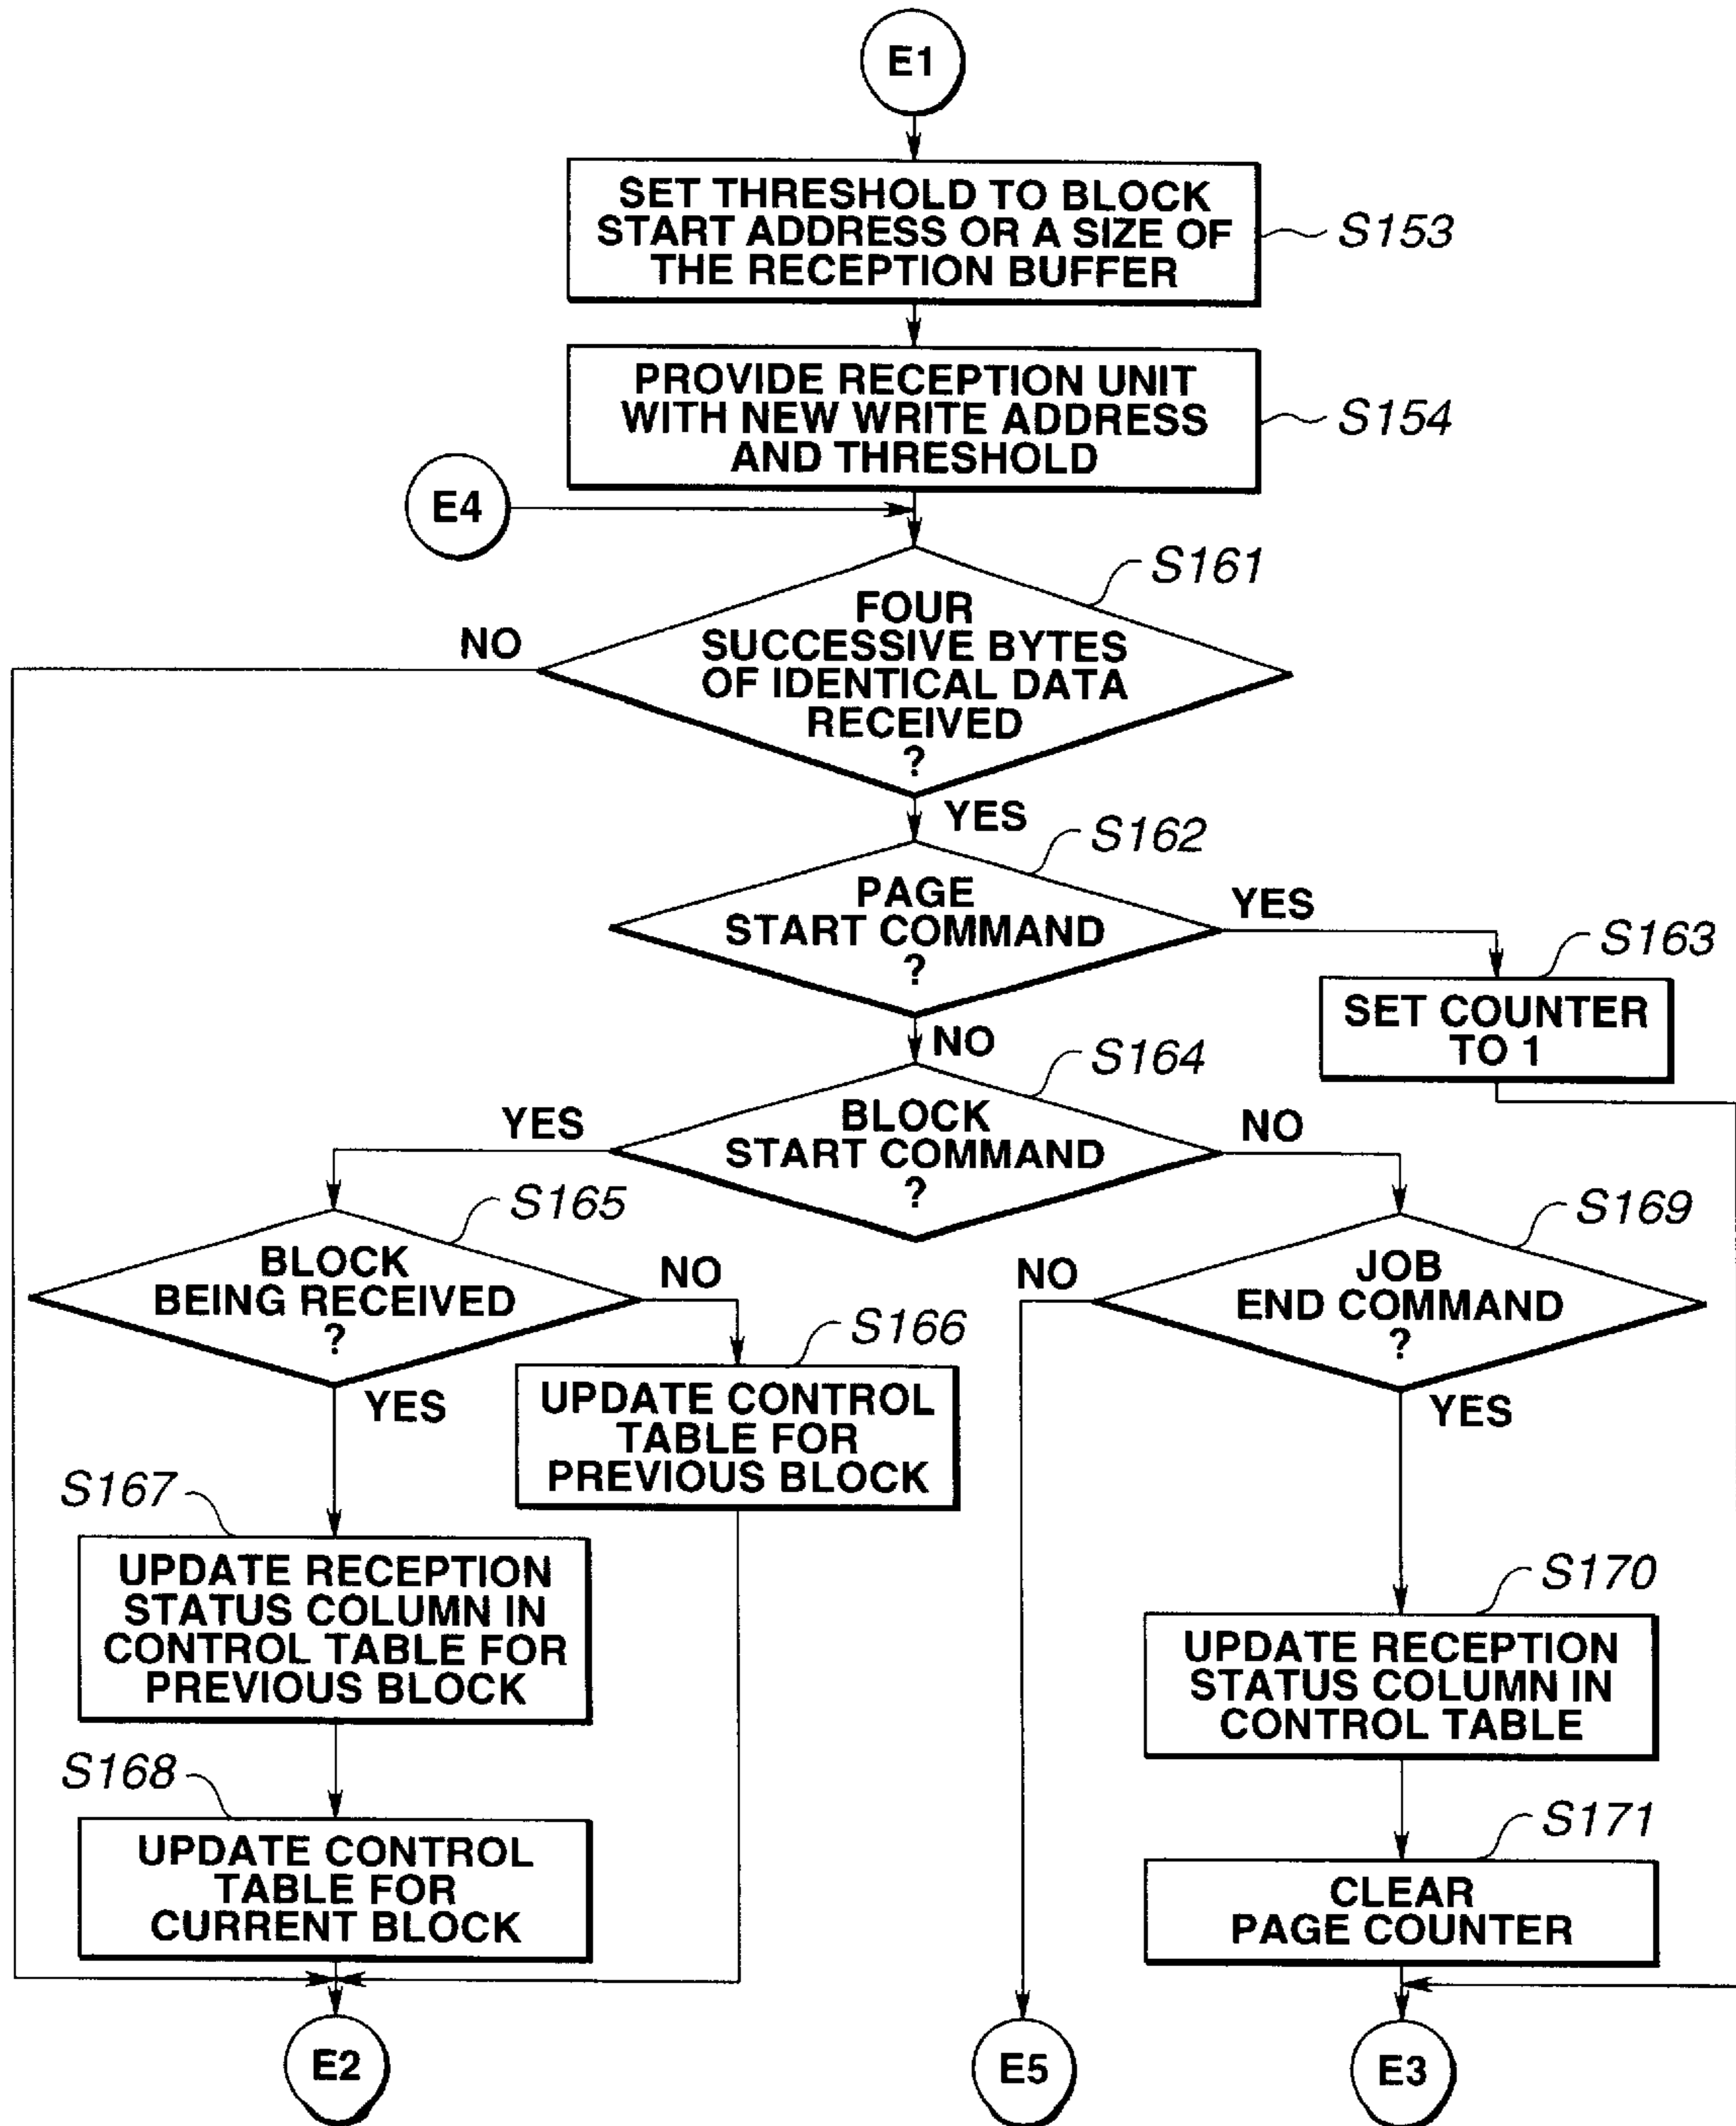 E1
SET THRESHOLD TO BLOCK
START ADDRESS OR A SIZE OF
THE RECEPTION BUFFER
S153
PROVIDE RECEPTION UNIT
WITH NEW WRITE ADDRESS
AND THRESHOLD
S154
E4
S161
FOUR
SUCCESSIVE BYTES
OF IDENTICAL DATA
RECEIVED
?
NO
YES
S162
PAGE
START COMMAND
?
YES
S163
SET COUNTER
TO 1
NO
S164
BLOCK
START COMMAND
?
YES
NO
S165
BLOCK
BEING RECEIVED
?
NO
YES
S166
UPDATE CONTROL
TABLE FOR
PREVIOUS BLOCK
S169
JOB
END COMMAND
?
NO
YES
S167
UPDATE RECEPTION
STATUS COLUMN IN
CONTROL TABLE FOR
PREVIOUS BLOCK
S170
UPDATE RECEPTION
STATUS COLUMN IN
CONTROL TABLE
S168
UPDATE CONTROL
TABLE FOR
CURRENT BLOCK
S171
CLEAR
PAGE COUNTER
E2
E5
E3